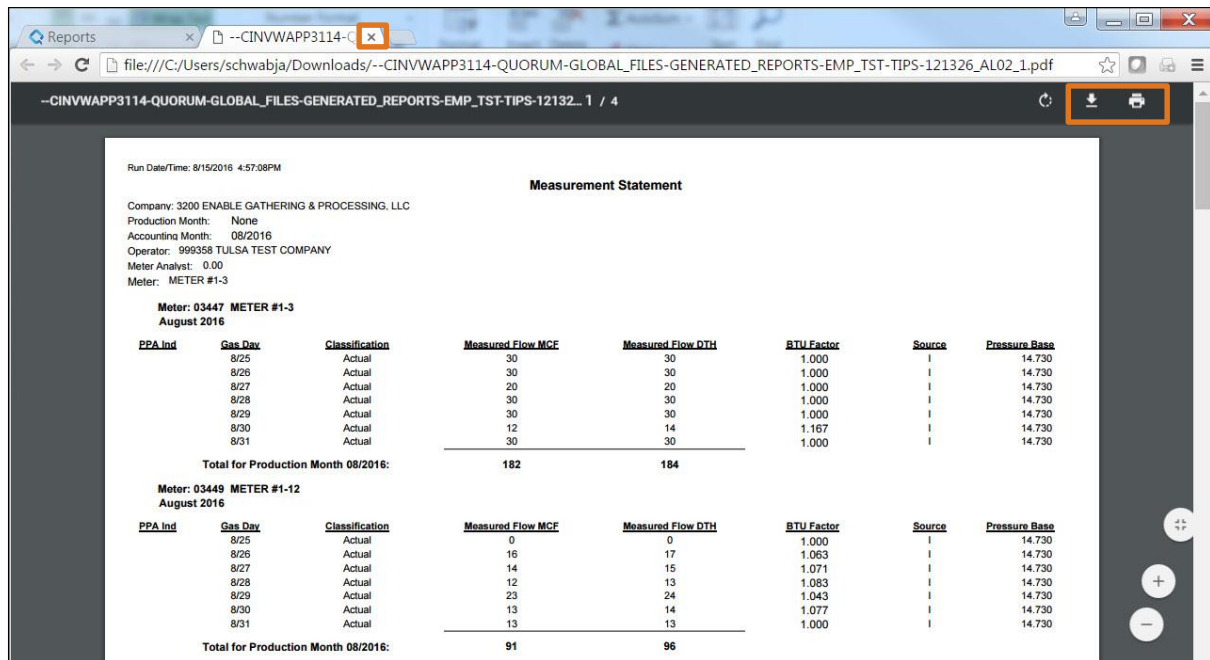 Reports
--CINVWAPP3114-Q
file:///C:/Users/schwabja/Downloads/--CINVWAPP3114-QUORUM-GLOBAL_FILES-GENERATED_REPORTS-EMP_TST-TIPS-121326_AL02_1.pdf
--CINVWAPP3114-QUORUM-GLOBAL_FILES-GENERATED_REPORTS-EMP_TST-TIPS-12132... 1 / 4
Run Date/Time: 8/15/2016 4:57:08PM
Measurement Statement
Company: 3200 ENABLE GATHERING & PROCESSING, LLC
Production Month: None
Accounting Month: 08/2016
Operator: 999358 TULSA TEST COMPANY
Meter Analyst: 0.00
Meter: METER #1-3
Meter: 03447 METER #1-3
August 2016
PPA Ind Gas Day Classification Measured Flow MCF Measured Flow DTH BTU Factor Source Pressure Base
8/25 Actual 30 30 1.000 I 14.730
8/26 Actual 30 30 1.000 I 14.730
8/27 Actual 20 20 1.000 I 14.730
8/28 Actual 30 30 1.000 I 14.730
8/29 Actual 30 30 1.000 I 14.730
8/30 Actual 12 14 1.167 I 14.730
8/31 Actual 30 30 1.000 I 14.730
Total for Production Month 08/2016: 182 184
Meter: 03449 METER #1-12
August 2016
PPA Ind Gas Day Classification Measured Flow MCF Measured Flow DTH BTU Factor Source Pressure Base
8/25 Actual 0 0 1.000 I 14.730
8/26 Actual 16 17 1.063 I 14.730
8/27 Actual 14 15 1.071 I 14.730
8/28 Actual 12 13 1.083 I 14.730
8/29 Actual 23 24 1.043 I 14.730
8/30 Actual 13 14 1.077 I 14.730
8/31 Actual 13 13 1.000 I 14.730
Total for Production Month 08/2016: 91 96